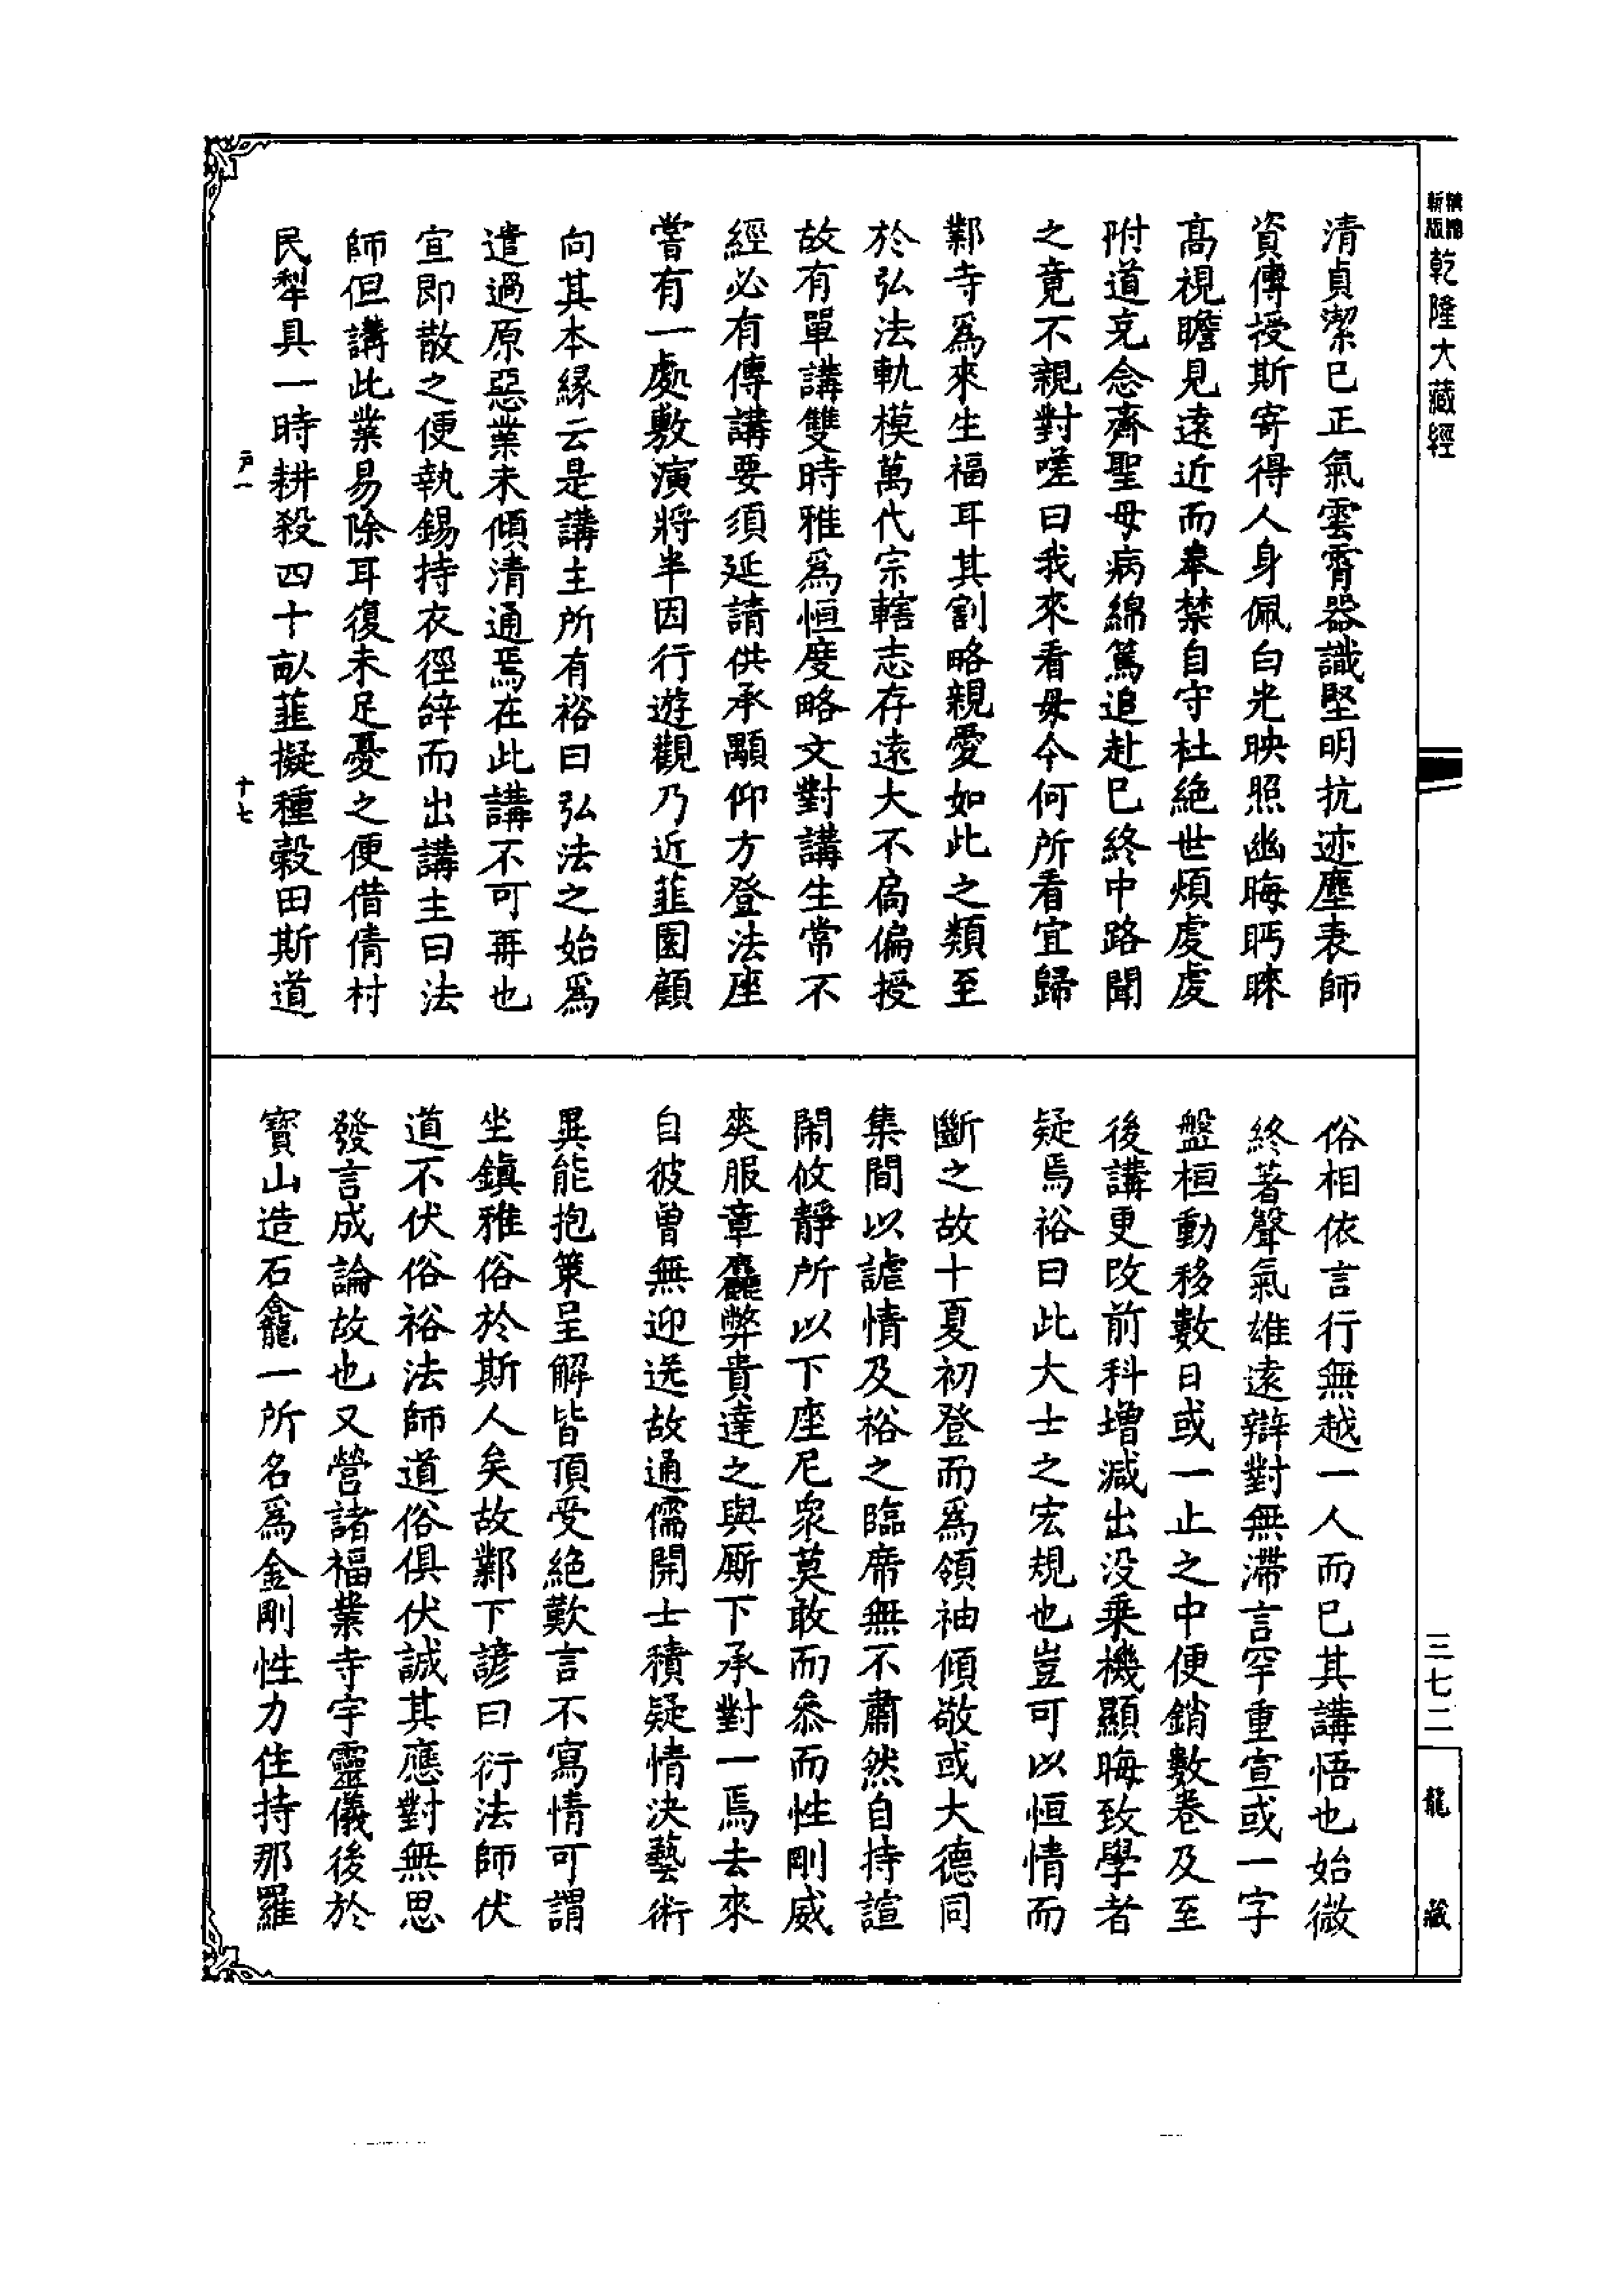 精體
新版
乾隆大藏經
清貞潔已正氣雲霄器識堅明抗迹塵表師
資傳授斯寄得人身佩白光映照幽晦眄睞
高視瞻見遠近而奉禁自守杜絕世煩處處
附道克念齊聖母病綿篤追赴已終中路聞
之竟不親對嗟曰我來看母今何所看宜歸
鄴寺爲來生福耳其割略親愛如此之類至
於弘法軌模萬代宗轄志存遠大不局偏授
故有單講雙時雅爲恒度略文對講生常不
經必有傳講要須延請供承顒仰方登法座
嘗有一處敷演將半因行遊觀乃近韮園顧
向其本緣云是講主所有裕曰弘法之始爲
遣過原惡業未傾清通焉在此講不可再也
宣即散之便執錫持衣徑辭而出講主曰法
師但講此業易除耳復未足憂之便借倩村
民犁具一時耕殺四十畝韮擬種穀田斯道
戸一
十七
俗相依言行無越一人而已其講悟也始微
終著聲氣雄遠辯對無滯言罕重宣或一字
盤桓動移數日或一止之中便銷數卷及至
後講更改前科增減出没乗機顯晦致學者
疑焉裕曰此大士之宏規也豈可以恒情而
斷之故十夏初登而爲領袖傾敬或大德同
集間以謔情及裕之臨席無不肅然自持諠
鬧攸靜所以下座尼衆莫敢而叅而性剛威
爽服章麤弊貴達之與厮下承對一焉去來
自彼曾無迎送故通儒開士積疑情決藝術
異能抱策呈解皆頂受絕歎言不寫情可謂
坐鎭雅俗於斯人矣故鄴下諺曰衍法師伏
道不伏俗裕法師道俗俱伏誠其應對無思
發言成論故也又營諸福業寺宇靈儀後於
寶山造石龕一所名爲金剛性力住持那羅
三七二
龍藏